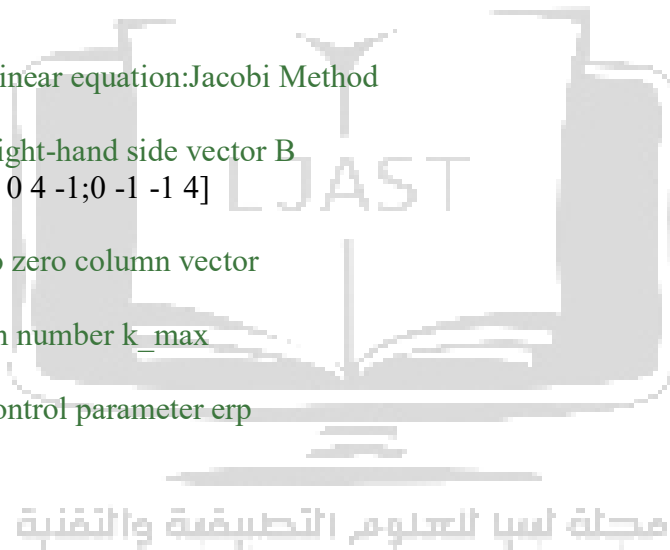 inear equation:Jacobi Method
ight-hand side vector B
0 4 -1;0 -1 -1 4]
LJAST
zero column vector
n number k_max
ontrol parameter erp
مجلة ليبيا للعلوم التطبيقية والتقنية